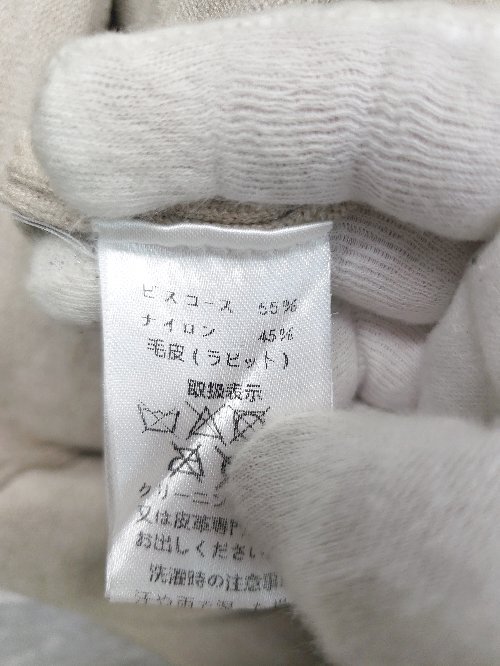 ビスコース 55%
ナイロン 45%
毛皮(ラビット)
取扱表示
クリーニン
又は皮革専門
お出しください
洗濯時の注意事